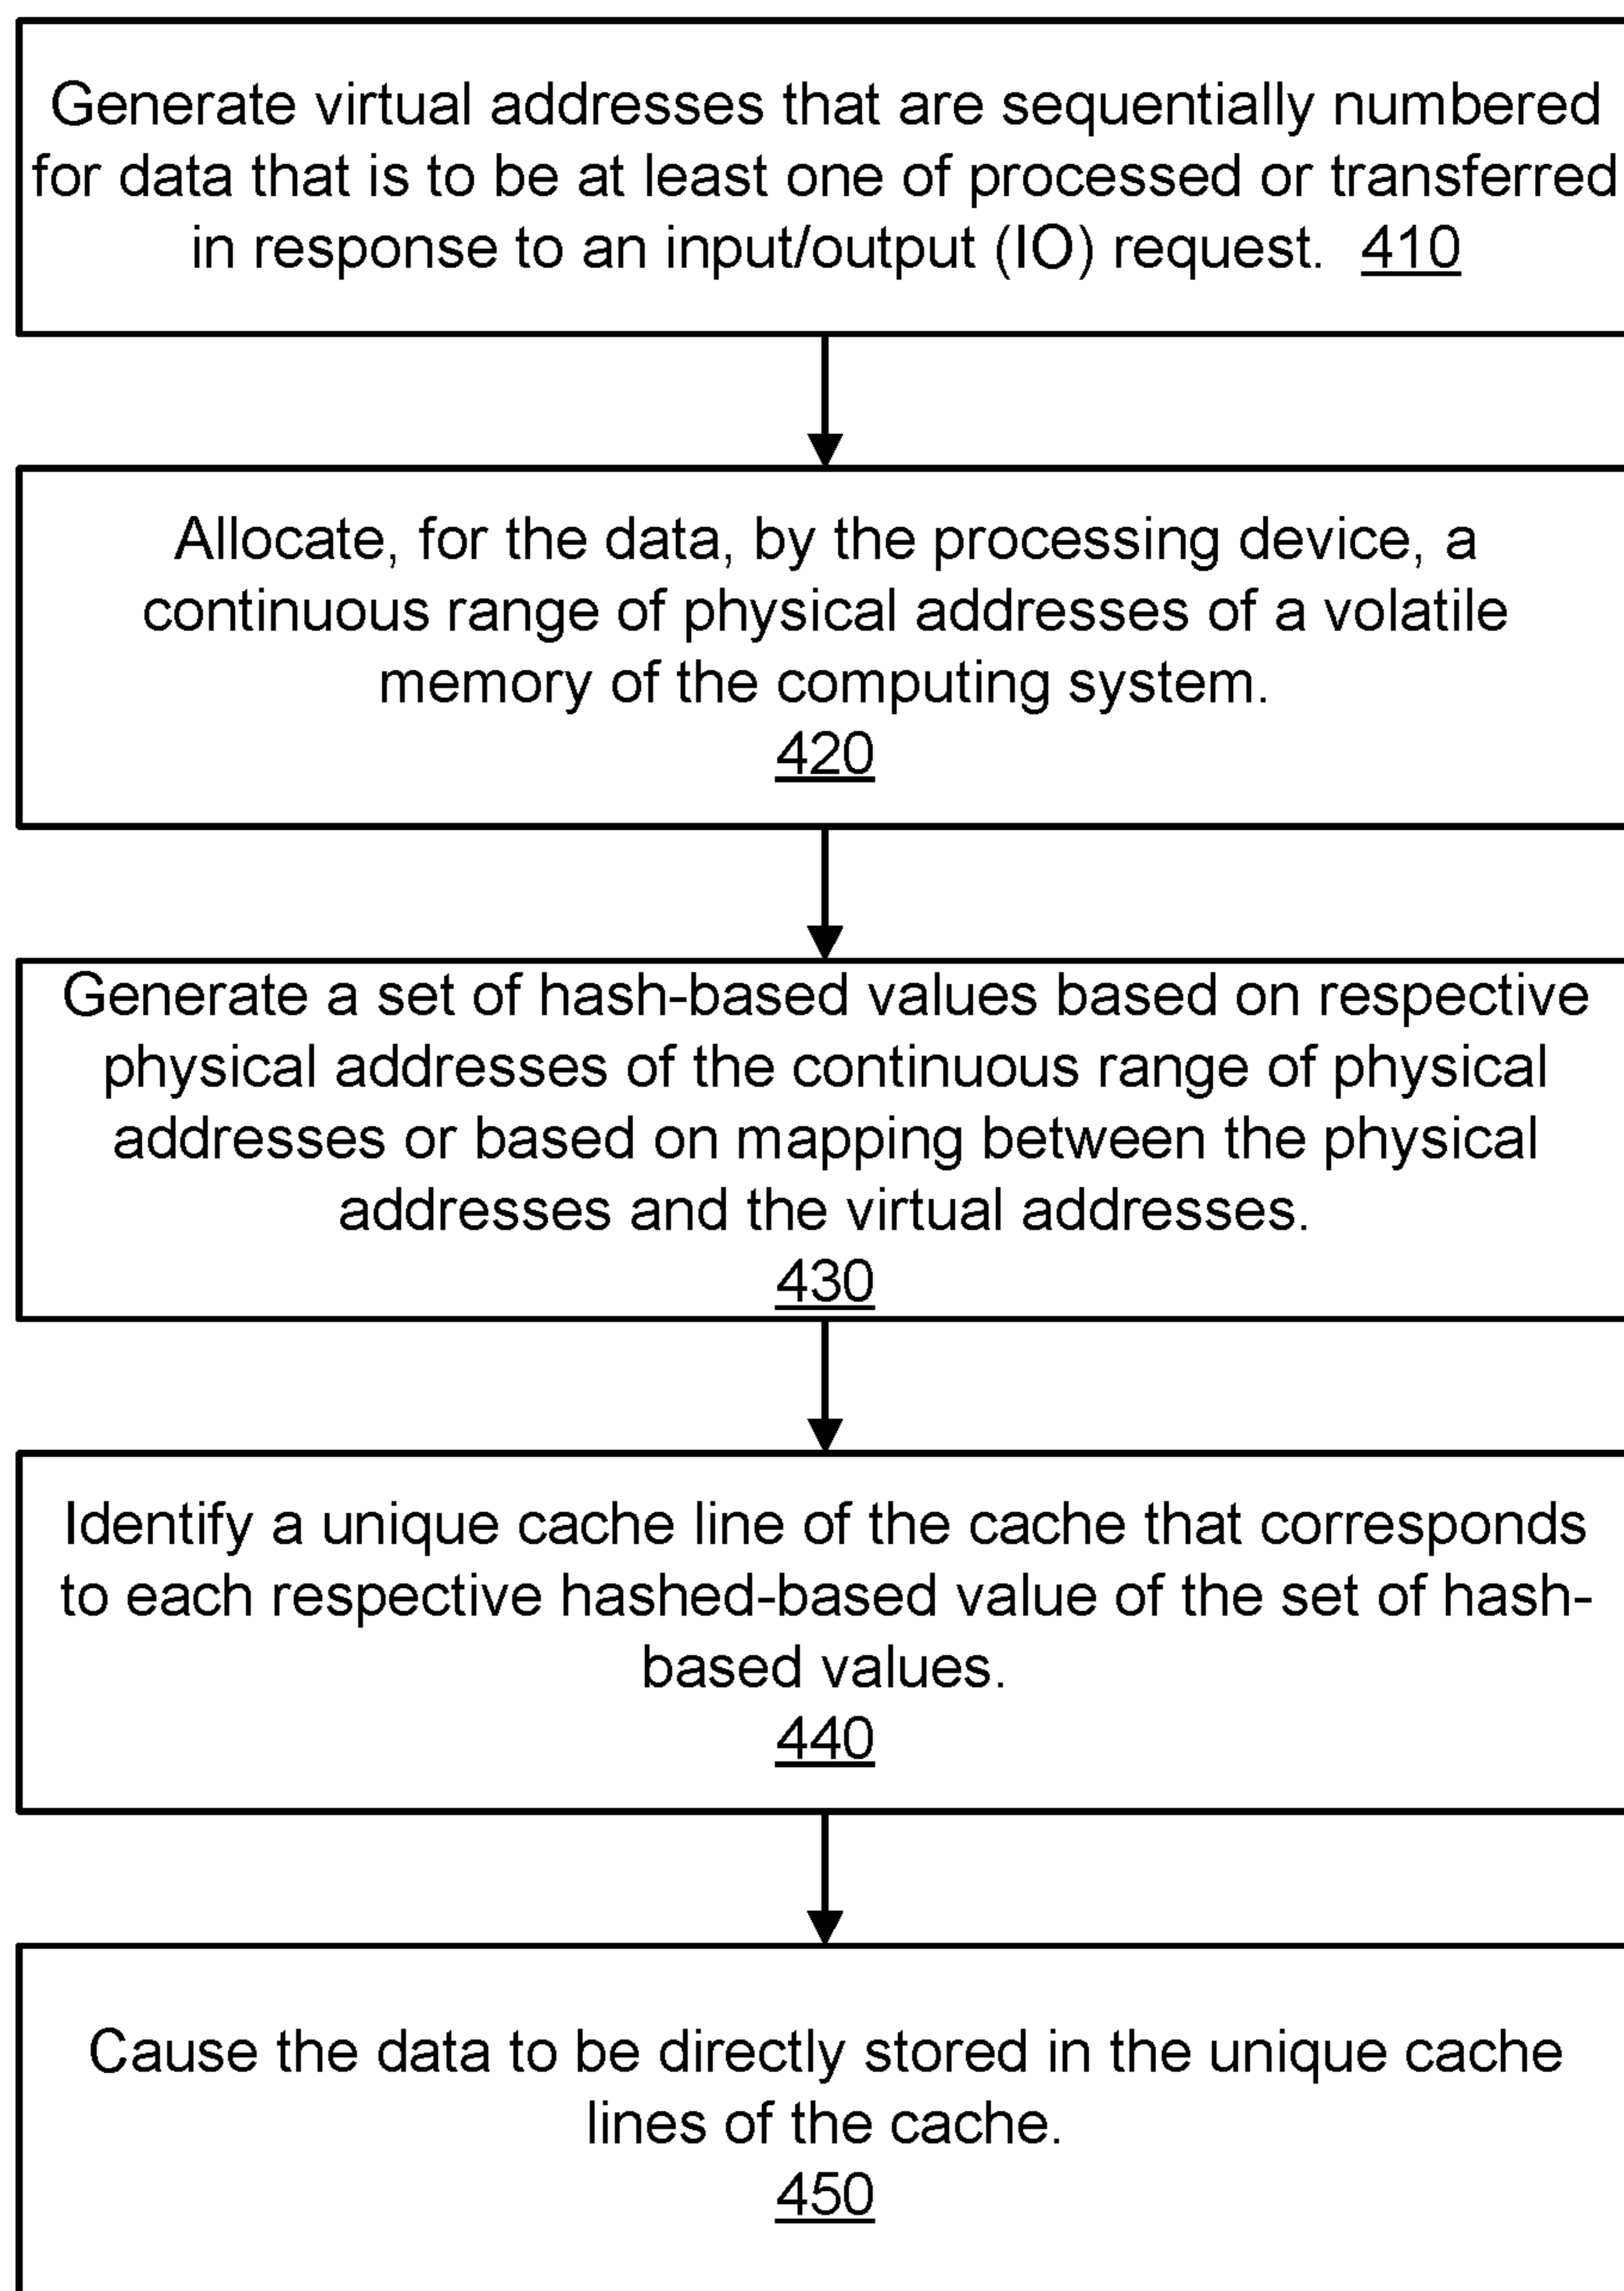 Generate virtual addresses that are sequentially numbered
for data that is to be at least one of processed or transferred
in response to an input/output (IO) request. 410
Allocate, for the data, by the processing device, a
continuous range of physical addresses of a volatile
memory of the computing system.
420
Generate a set of hash-based values based on respective
physical addresses of the continuous range of physical
addresses or based on mapping between the physical
addresses and the virtual addresses.
430
Identify a unique cache line of the cache that corresponds
to each respective hashed-based value of the set of hash-
based values.
440
Cause the data to be directly stored in the unique cache
lines of the cache.
450